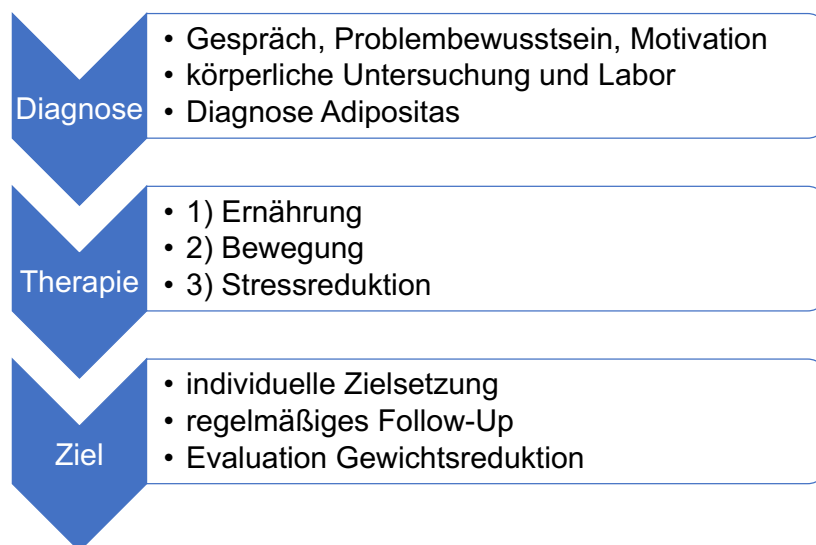 Diagnose
• Gespräch, Problembewusstsein, Motivation
• körperliche Untersuchung und Labor
• Diagnose Adipositas
Therapie
• 1) Ernährung
• 2) Bewegung
• 3) Stressreduktion
Ziel
• individuelle Zielsetzung
• regelmäßiges Follow-Up
• Evaluation Gewichtsreduktion